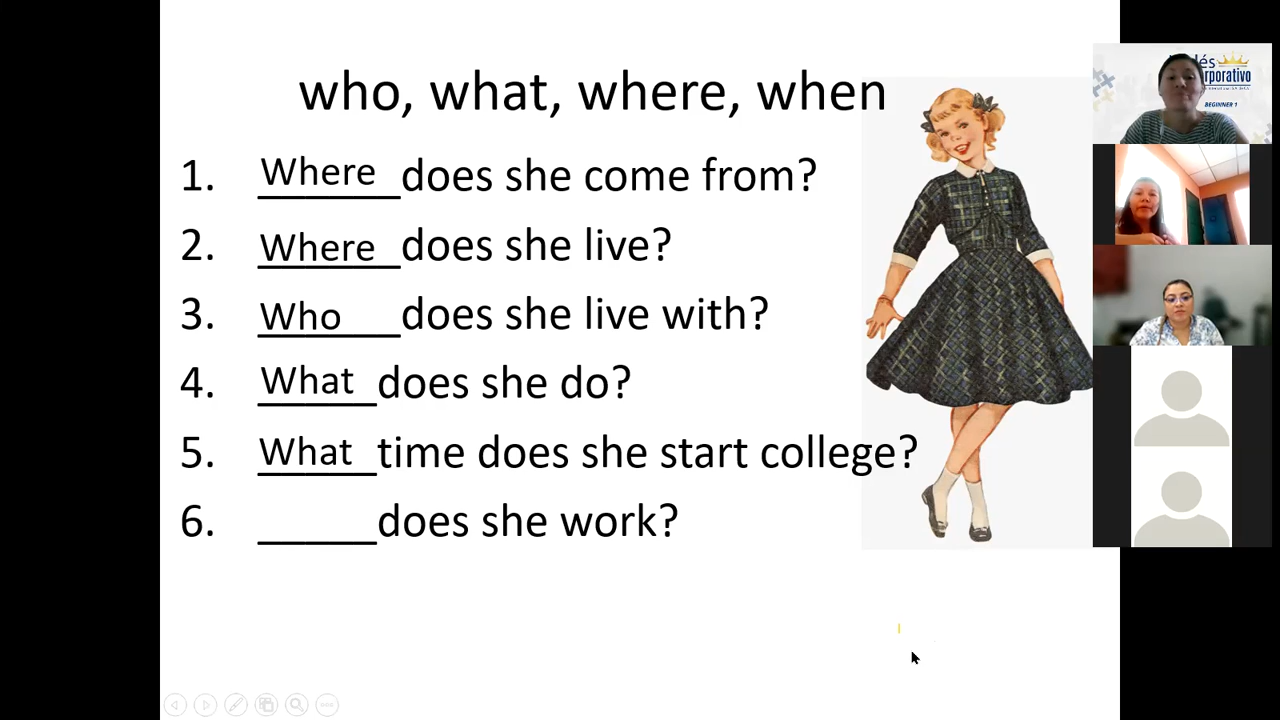 who, what, where, when
1. Where does she come from?
2. Where does she live?
3. Who does she live with?
4. What does she do?
5. What time does she start college?
6. ______does she work?
BEGINNER 1